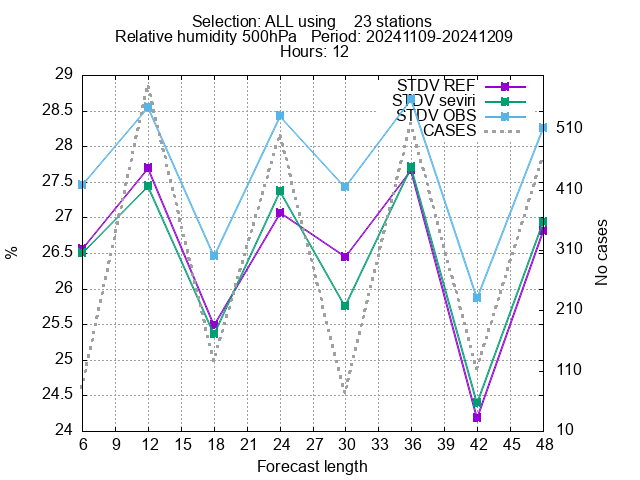 Selection: ALL using 23 stations
Relative humidity 500hPa Period: 20241109-20241209
Hours: 12
STDV REF
STDV seviri
STDV OBS
CASES
29
28.5
28
27.5
27
26.5
26
25.5
25
24.5
24
%
510
410
310
210
110
10
No cases
6 9 12 15 18 21 24 27 30 33 36 39 42 45 48
Forecast length